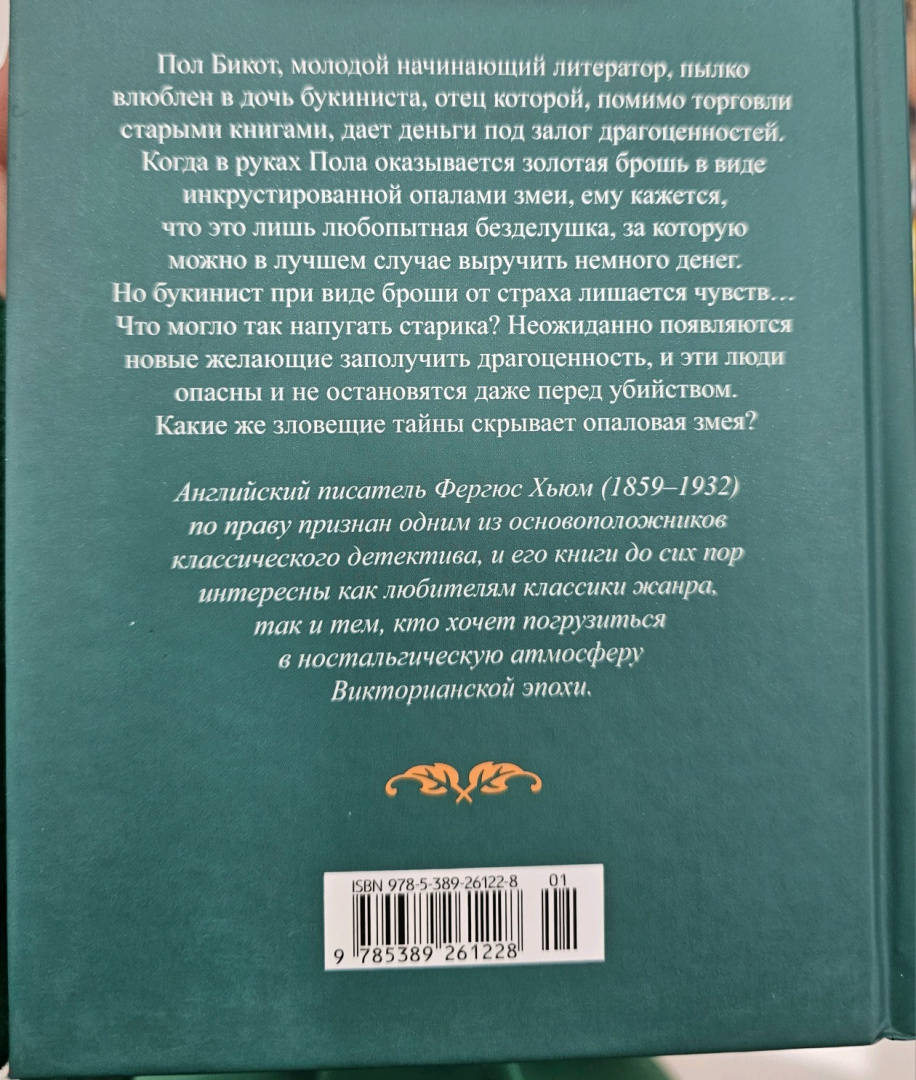 Пол Бикот, молодой начинающий литератор, пылко
влюблен в дочь букиниста, отец которой, помимо торговли
старыми книгами, дает деньги под залог драгоценностей.
Когда в руках Пола оказывается золотая брошь в виде
инкрустированной опалами змеи, ему кажется,
что это лишь любопытная безделушка, за которую
можно в лучшем случае выручить немного денег.
Но букинист при виде броши от страха лишается чувств…
Что могло так напугать старика? Неожиданно появляются
новые желающие заполучить драгоценность, и эти люди
опасны и не остановятся даже перед убийством.
Какие же зловещие тайны скрывает опаловая змея?
Английский писатель Фергюс Хьюм (1859–1932)
по праву признан одним из основоположников
классического детектива, и его книги до сих пор
интересны как любителям классики жанра,
так и тем, кто хочет погрузиться
в ностальгическую атмосферу
Викторианской эпохи.
ISBN 978-5-389-26122-8 01
9 785389 261228